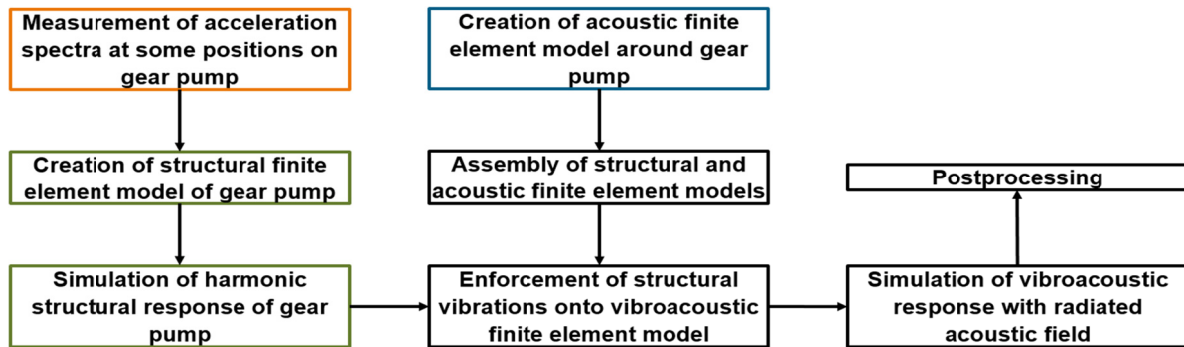 Measurement of acceleration
spectra at some positions on
gear pump
Creation of structural finite
element model of gear pump
Simulation of harmonic
structural response of gear
pump
Creation of acoustic finite
element model around gear
pump
Assembly of structural and
acoustic finite element models
Enforcement of structural
vibrations onto vibroacoustic
finite element model
Postprocessing
Simulation of vibroacoustic
response with radiated
acoustic field